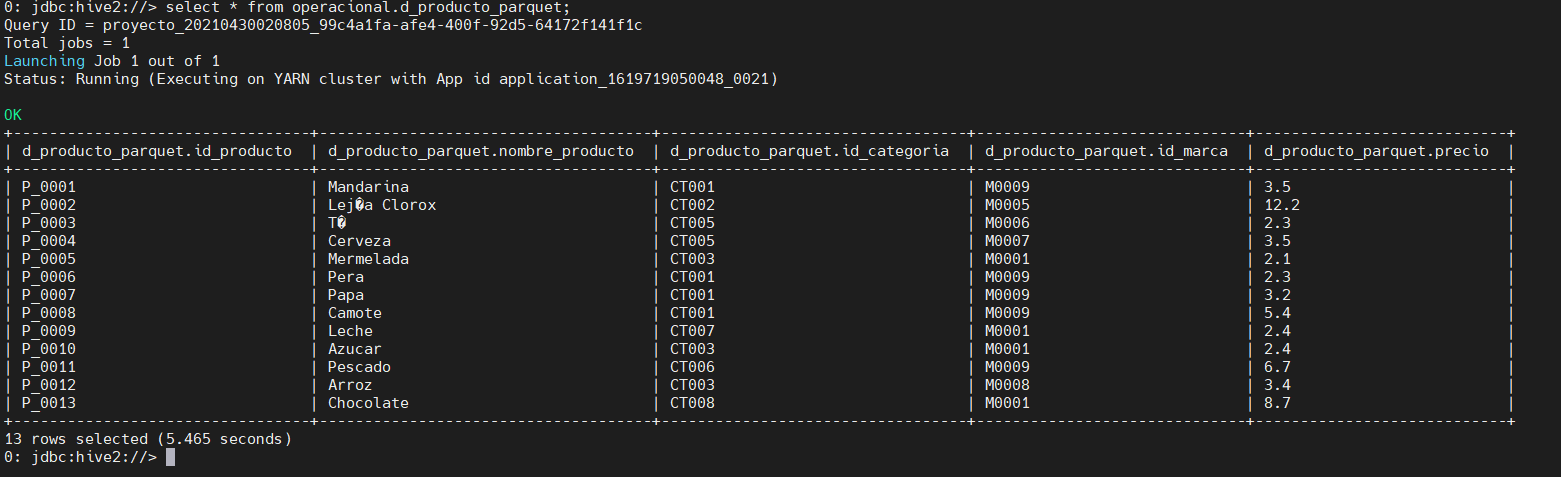 0: jdbc:hive2://> select * from operacional.d_producto_parquet;
Query ID = proyecto_20210430020805_99c4a1fa-afe4-400f-92d5-64172f141f1c
Total jobs = 1
Launching Job 1 out of 1
Status: Running (Executing on YARN cluster with App id application_1619719050048_0021)
OK
+---------------------------------+-------------------------------------+----------------------------------+------------------------------+----------------------------+
| d_producto_parquet.id_producto | d_producto_parquet.nombre_producto | d_producto_parquet.id_categoria | d_producto_parquet.id_marca | d_producto_parquet.precio |
+---------------------------------+-------------------------------------+----------------------------------+------------------------------+----------------------------+
| P_0001 | Mandarina | CT001 | M0009 | 3.5 |
| P_0002 | Lej�a Clorox | CT002 | M0005 | 12.2 |
| P_0003 | T� | CT005 | M0006 | 2.3 |
| P_0004 | Cerveza | CT005 | M0007 | 3.5 |
| P_0005 | Mermelada | CT003 | M0001 | 2.1 |
| P_0006 | Pera | CT001 | M0009 | 2.3 |
| P_0007 | Papa | CT001 | M0009 | 3.2 |
| P_0008 | Camote | CT001 | M0009 | 5.4 |
| P_0009 | Leche | CT007 | M0001 | 2.4 |
| P_0010 | Azucar | CT003 | M0001 | 2.4 |
| P_0011 | Pescado | CT006 | M0009 | 6.7 |
| P_0012 | Arroz | CT003 | M0008 | 3.4 |
| P_0013 | Chocolate | CT008 | M0001 | 8.7 |
+---------------------------------+-------------------------------------+----------------------------------+------------------------------+----------------------------+
13 rows selected (5.465 seconds)
0: jdbc:hive2://>